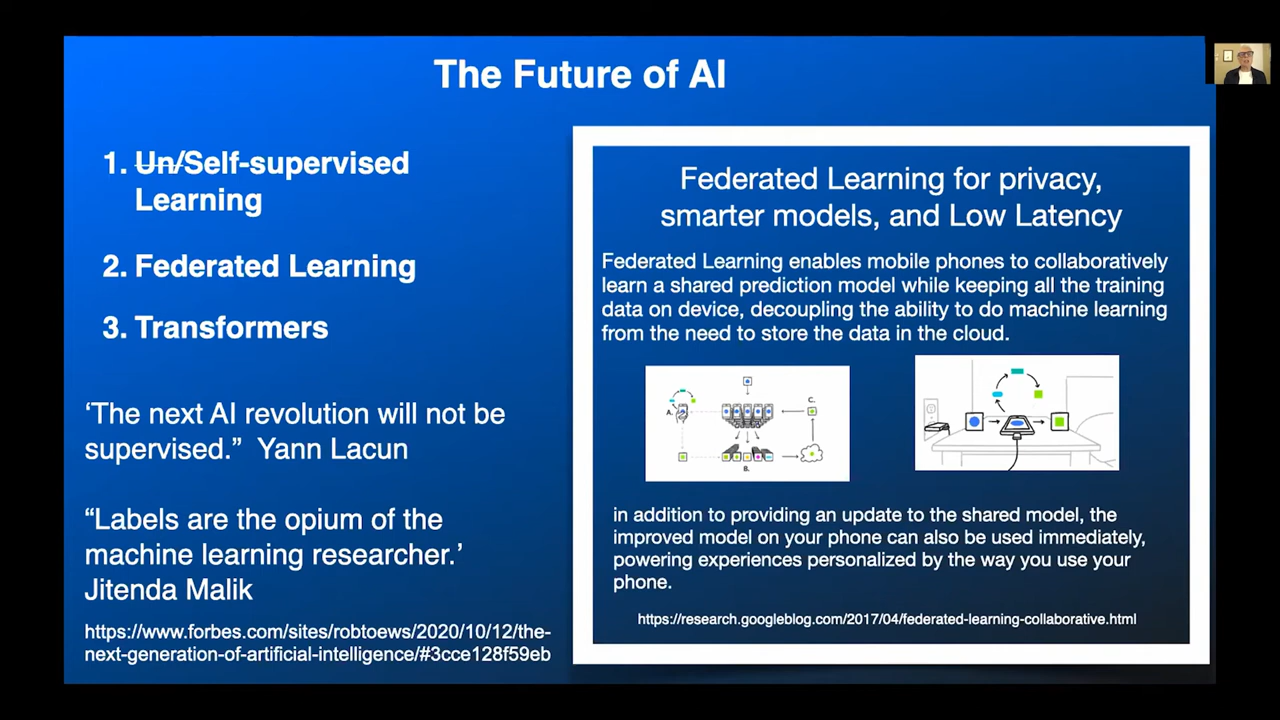 The Future of AI
1. Un/Self-supervised
Learning
2. Federated Learning
3. Transformers
‘The next AI revolution will not be
supervised.” Yann Lacun
“Labels are the opium of the
machine learning researcher.’
Jitenda Malik
https://www.forbes.com/sites/robtoews/2020/10/12/the-
next-generation-of-artificial-intelligence/#3cce128f59eb
Federated Learning for privacy,
smarter models, and Low Latency
Federated Learning enables mobile phones to collaboratively
learn a shared prediction model while keeping all the training
data on device, decoupling the ability to do machine learning
from the need to store the data in the cloud.
A.
C.
B.
in addition to providing an update to the shared model, the
improved model on your phone can also be used immediately,
powering experiences personalized by the way you use your
phone.
https://research.googleblog.com/2017/04/federated-learning-collaborative.html